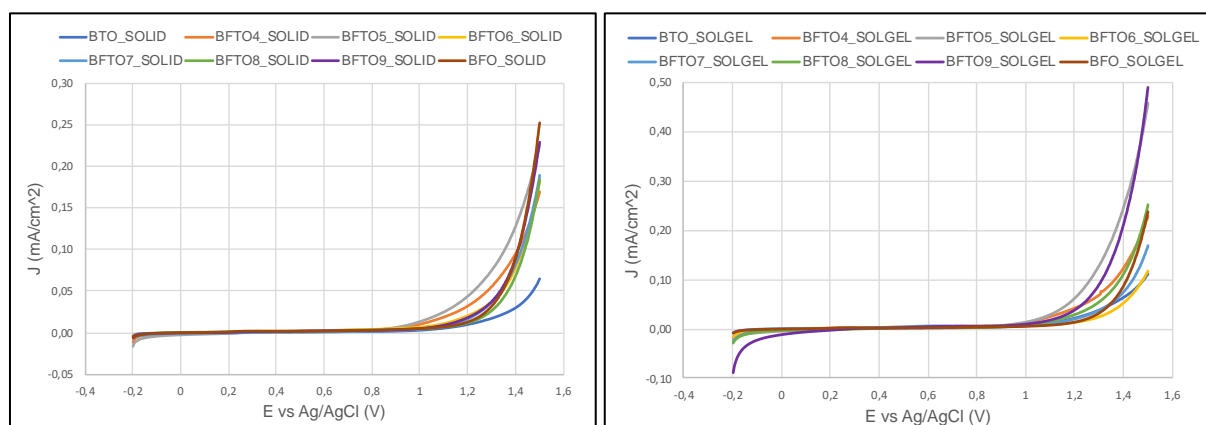 BTO_SOLID BFTO4_SOLID BFTO5_SOLID BFTO6_SOLID
BFTO7_SOLID BFTO8_SOLID BFTO9_SOLID BFO_SOLID
0,30
0,25
0,20
0,15
0,10
0,05
0,00
-0,05
J (mA/cm^2)
-0,4 -0,2 0 0,2 0,4 0,6 0,8 1 1,2 1,4 1,6
E vs Ag/AgCl (V)
BTO_SOLGEL BFTO4_SOLGEL BFTO5_SOLGEL BFTO6_SOLGEL
BFTO7_SOLGEL BFTO8_SOLGEL BFTO9_SOLGEL BFO_SOLGEL
0,50
0,40
0,30
0,20
0,10
0,00
-0,10
J (mA/cm^2)
-0,4 -0,2 0 0,2 0,4 0,6 0,8 1 1,2 1,4 1,6
E vs Ag/AgCl (V)